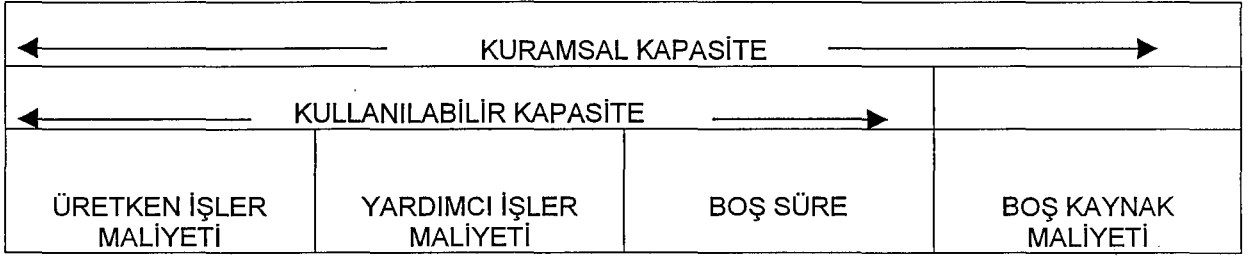 KURAMSAL KAPASİTE
KULLANILABİLİR KAPASİTE
ÜRETKEN İŞLER
MALİYETİ
YARDIMCI İŞLER
MALİYETİ
BOŞ SÜRE
BOŞ KAYNAK
MALİYETİ